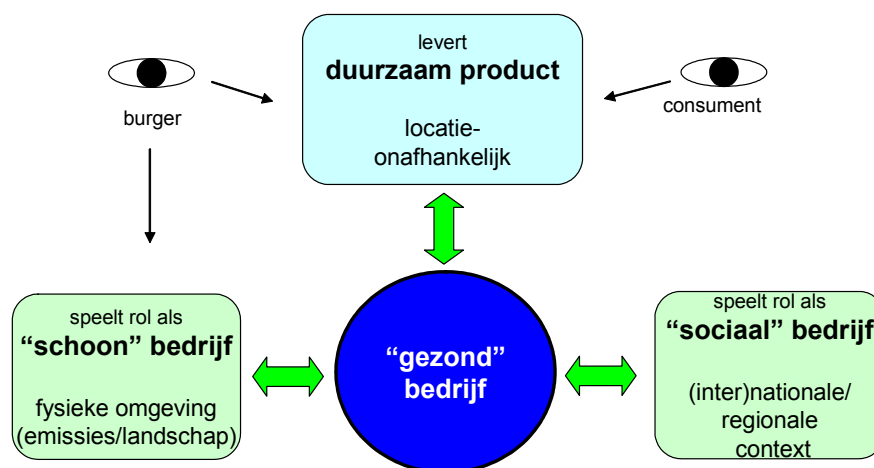 levert
duurzaam product
locatie-
onafhankelijk
burger
consument
speelt rol als
“schoon” bedrijf
fysieke omgeving
(emissies/landschap)
“gezond”
bedrijf
speelt rol als
“sociaal” bedrijf
(inter)nationale/
regionale
context